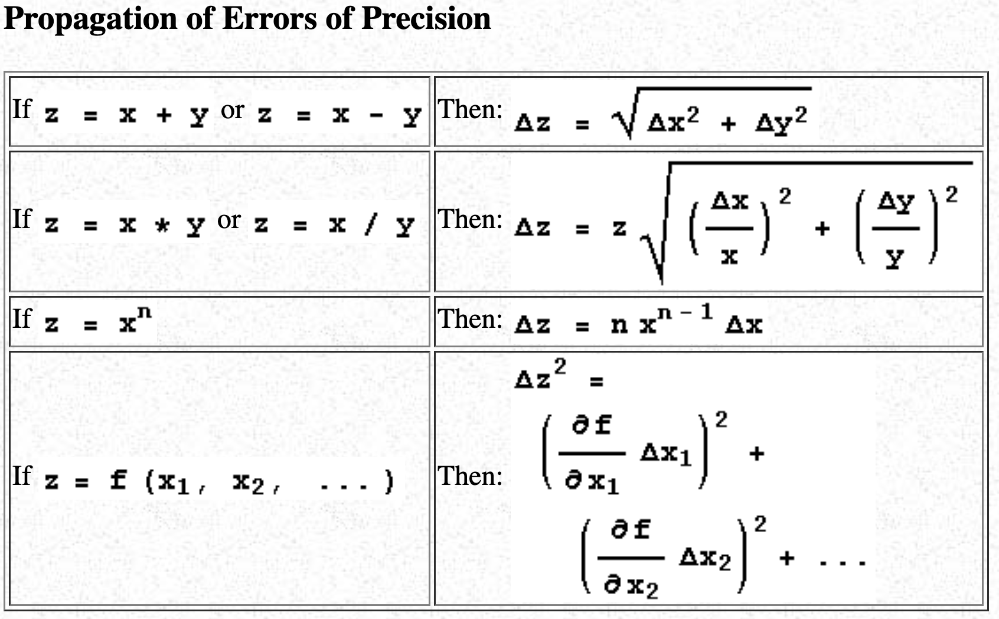 Propagation of Errors of Precision
If z = x + y or z = x - y Then: Δz = √(Δx² + Δy²)
If z = x * y or z = x / y Then: Δz = z √((Δx/x)² + (Δy/y)²)
If z = xⁿ Then: Δz = n xⁿ⁻¹ Δx
If z = f (x₁, x₂, ...) Then: Δz² =
(∂f/∂x₁ Δx₁)² +
(∂f/∂x₂ Δx₂)² + ...